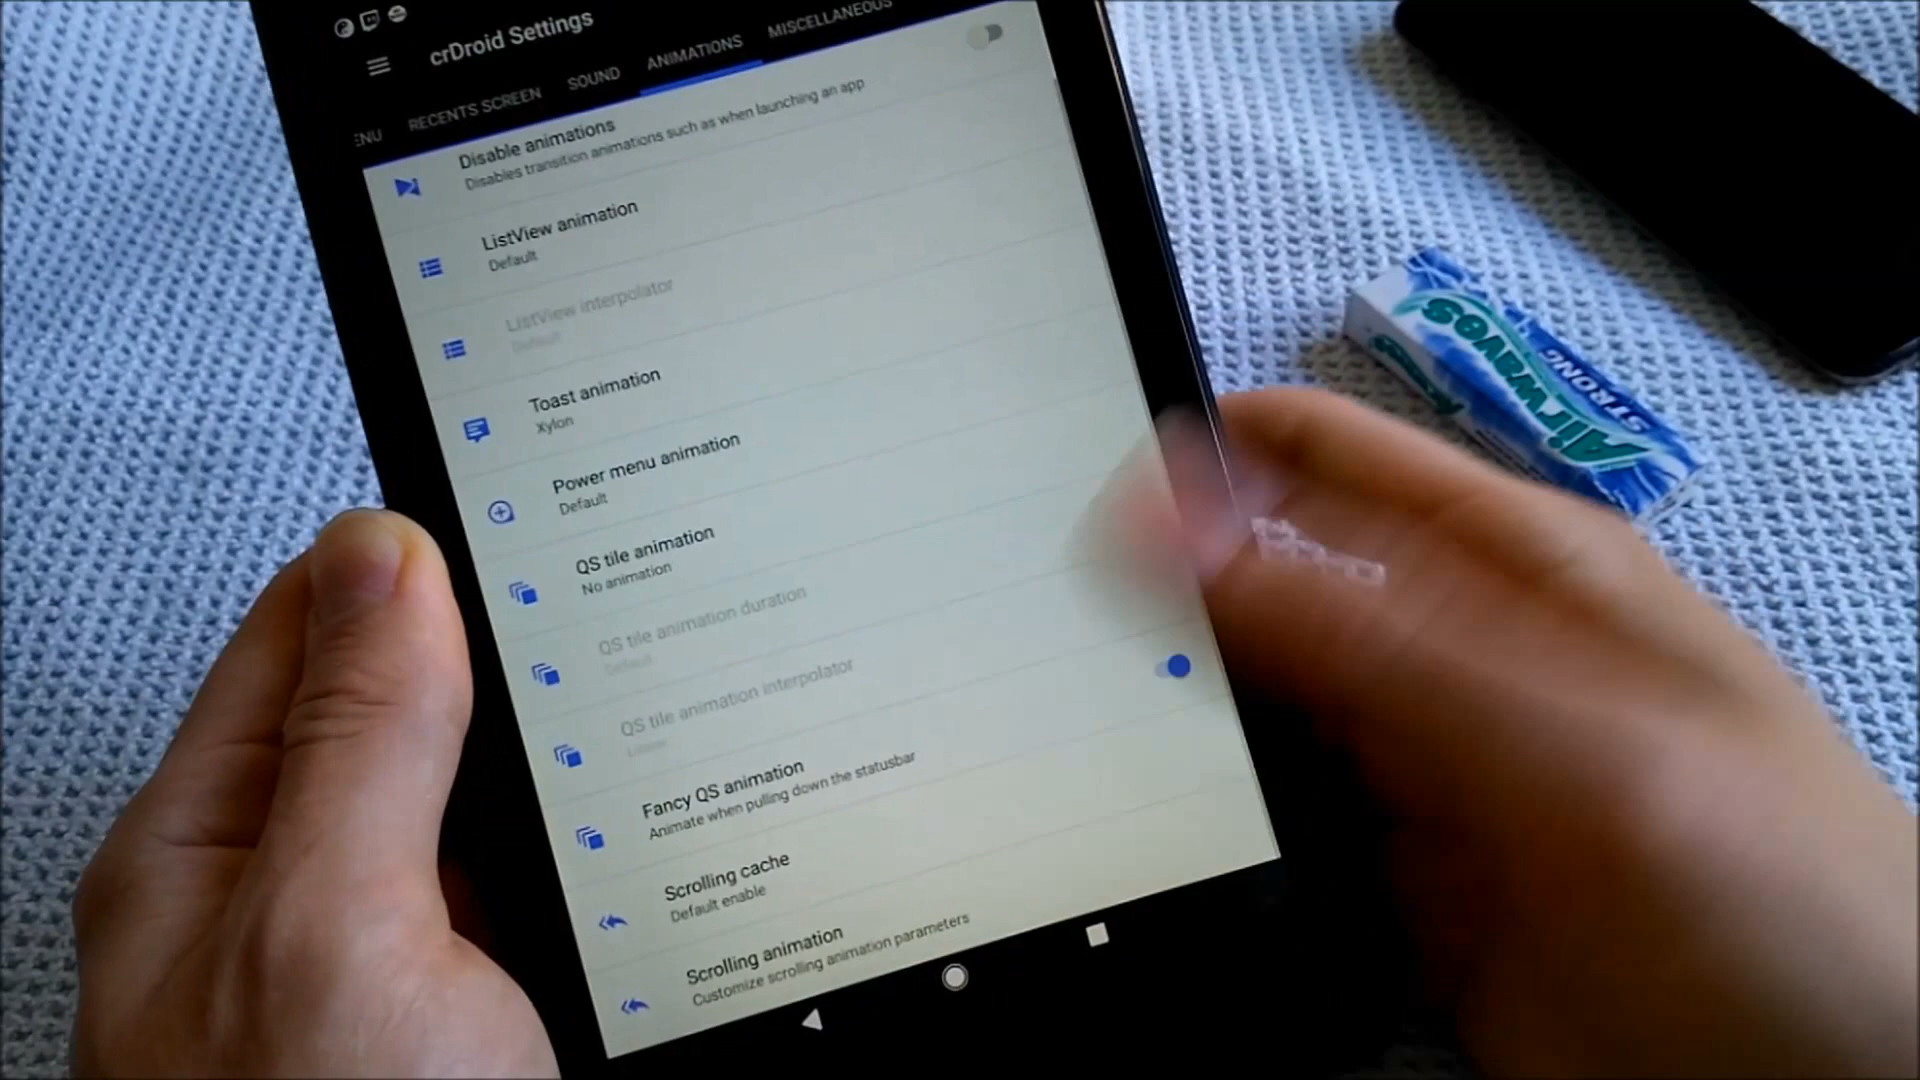 crDroid Settings
ENU RECENTS SCREEN SOUND ANIMATIONS MISCELLANEOUS
Disable animations
Disables transition animations such as when launching an app
ListView animation
Default
ListView interpolator
Default
Toast animation
Xylon
Power menu animation
Default
QS tile animation
No animation
QS tile animation duration
Default
QS tile animation interpolator
Linear
Fancy QS animation
Animate when pulling down the statusbar
Scrolling cache
Default enable
Scrolling animation
Customize scrolling animation parameters
Airwaves
STRONG